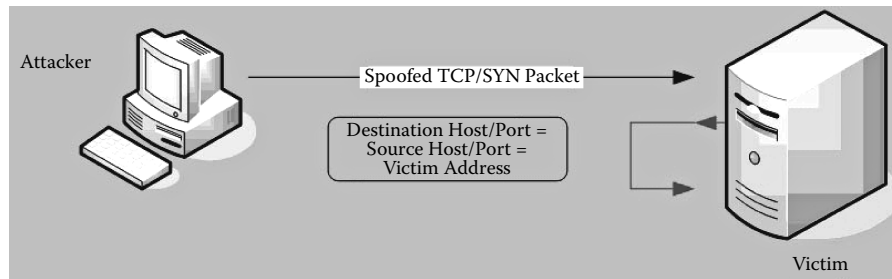 Attacker
Spoofed TCP/SYN Packet
Destination Host/Port =
Source Host/Port =
Victim Address
Victim